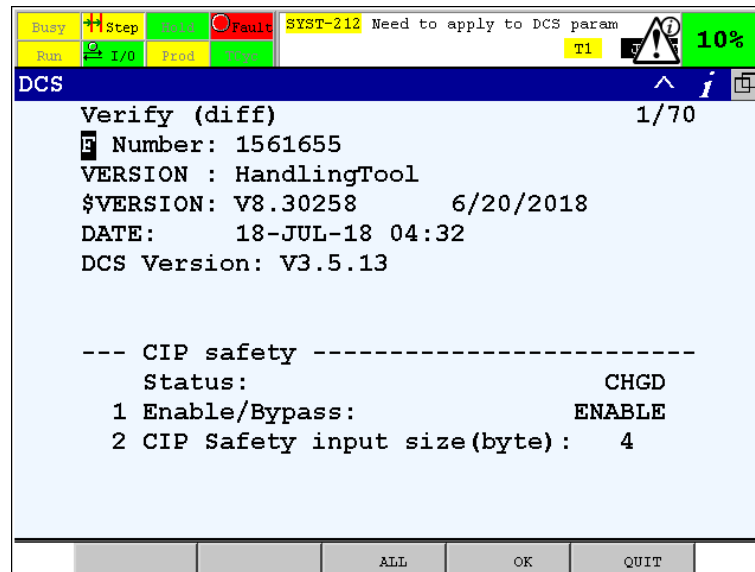 Busy Step Hold Fault SYST-212 Need to apply to DCS param
Run I/O Prod TCyc T1 10%
DCS
Verify (diff) 1/70
F Number: 1561655
VERSION : HandlingTool
$VERSION: V8.30258 6/20/2018
DATE: 18-JUL-18 04:32
DCS Version: V3.5.13
--- CIP safety -------------------------
Status: CHGD
1 Enable/Bypass: ENABLE
2 CIP Safety input size(byte): 4
ALL OK QUIT